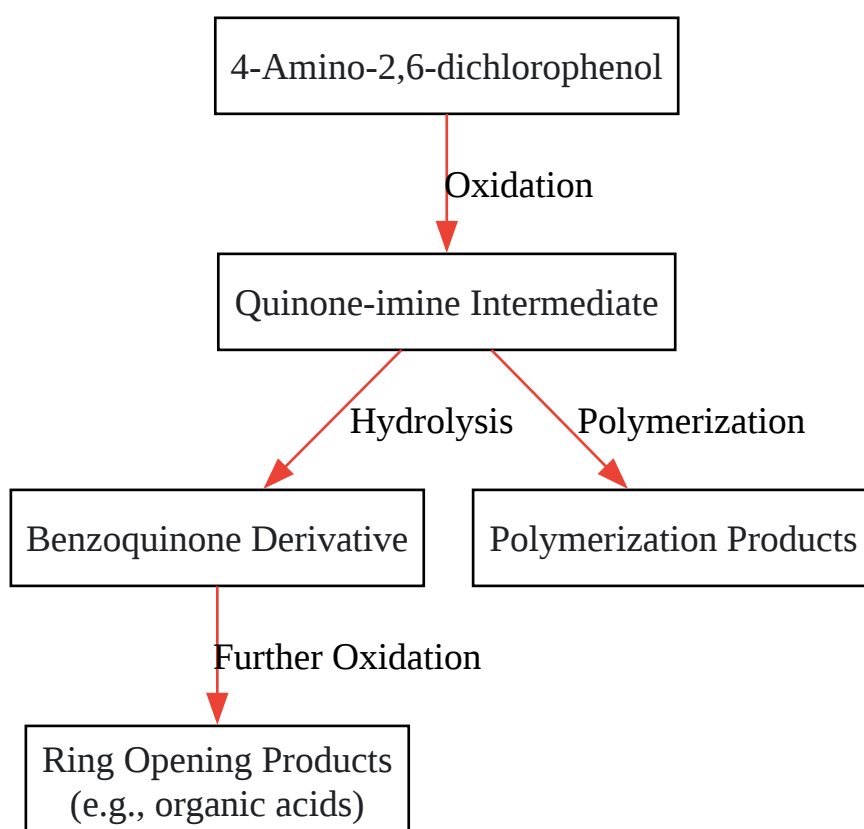 4-Amino-2,6-dichlorophenol
Oxidation
Quinone-imine Intermediate
Hydrolysis
Polymerization
Benzoquinone Derivative
Polymerization Products
Further Oxidation
Ring Opening Products
(e.g., organic acids)